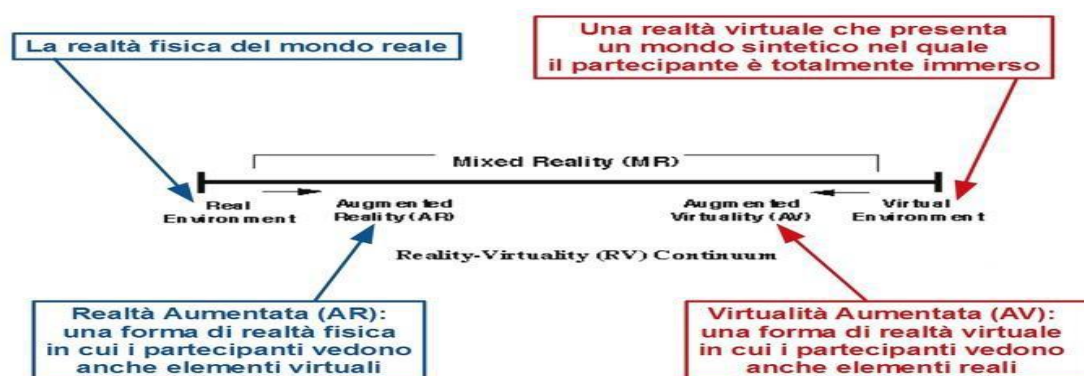 La realtà fisica del mondo reale
Una realtà virtuale che presenta
un mondo sintetico nel quale
il partecipante è totalmente immerso
Mixed Reality (MR)
Real
Environment
Augmented
Reality (AR)
Augmented
Virtuality (AV)
Virtual
Environment
Reality-Virtuality (RV) Continuum
Realtà Aumentata (AR):
una forma di realtà fisica
in cui i partecipanti vedono
anche elementi virtuali
Virtualità Aumentata (AV):
una forma di realtà virtuale
in cui i partecipanti vedono
anche elementi reali